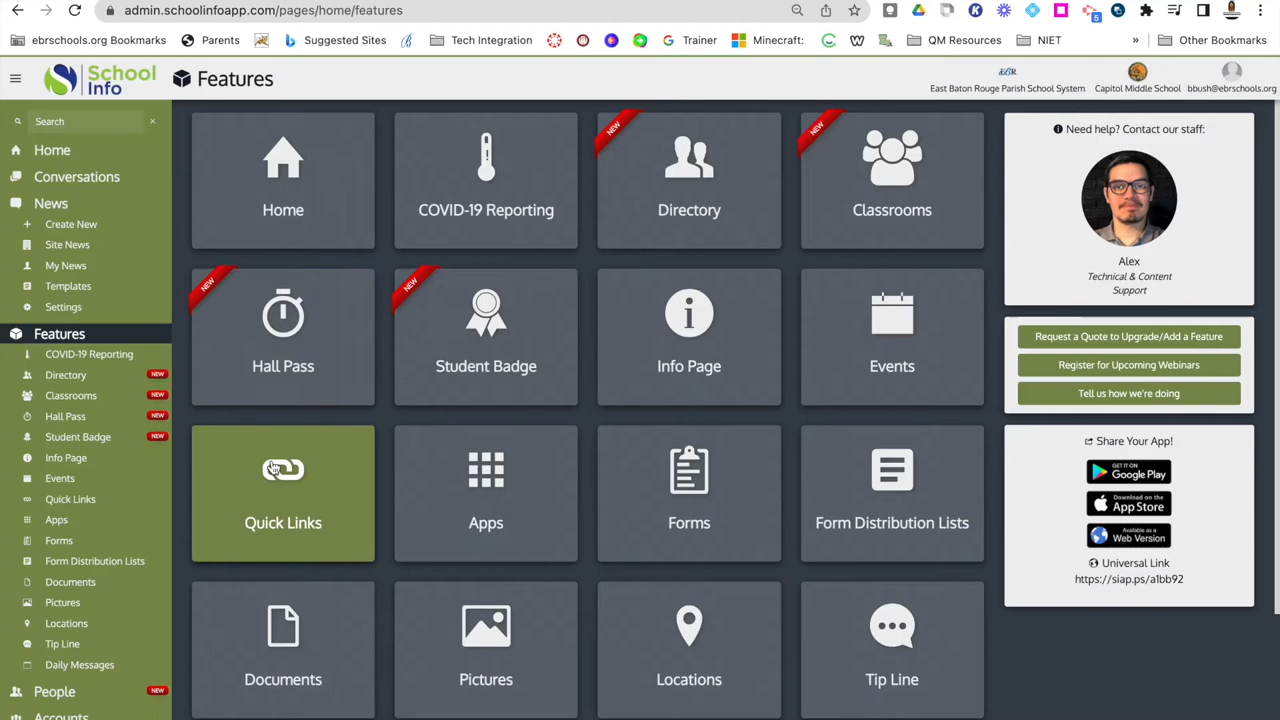 admin.schoolinfoapp.com/pages/home/features
5
ebrschools.org Bookmarks
Parents
Suggested Sites
Tech Integration
Trainer
Minecraft:
QM Resources
NIET
»
Other Bookmarks
School
Info
Features
EBR
East Baton Rouge Parish School System
Capitol Middle School
bbush@ebrschools.org
Search
×
Home
Conversations
News
Create New
Site News
My News
Templates
Settings
Features
COVID-19 Reporting
Directory NEW
Classrooms NEW
Hall Pass NEW
Student Badge NEW
Info Page
Events
Quick Links
Apps
Forms
Form Distribution Lists
Documents
Pictures
Locations
Tip Line
Daily Messages
People NEW
Accounts
Home
COVID-19 Reporting
NEW
Directory
NEW
Classrooms
NEW
Hall Pass
NEW
Student Badge
Info Page
Events
Quick Links
Apps
Forms
Form Distribution Lists
Documents
Pictures
Locations
Tip Line
Need help? Contact our staff:
Alex
Technical & Content
Support
Request a Quote to Upgrade/Add a Feature
Register for Upcoming Webinars
Tell us how we're doing
Share Your App!
GET IT ON
Google Play
Download on the
App Store
Available as a
Web Version
Universal Link
https://siap.ps/a1bb92